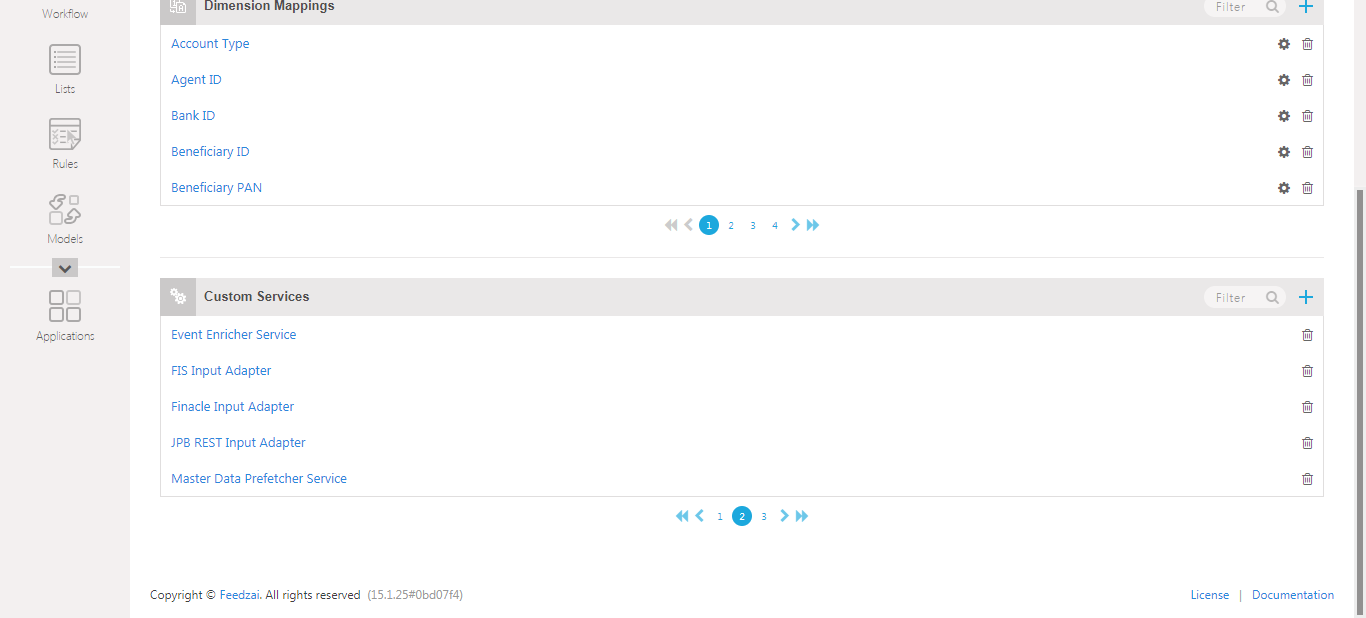 Workflow
Lists
Rules
Models
Applications
Dimension Mappings
Filter
Account Type
Agent ID
Bank ID
Beneficiary ID
Beneficiary PAN
1 2 3 4
Custom Services
Filter
Event Enricher Service
FIS Input Adapter
Finacle Input Adapter
JPB REST Input Adapter
Master Data Prefetcher Service
1 2 3
Copyright © Feedzai. All rights reserved (15.1.25#0bd07f4)
License | Documentation